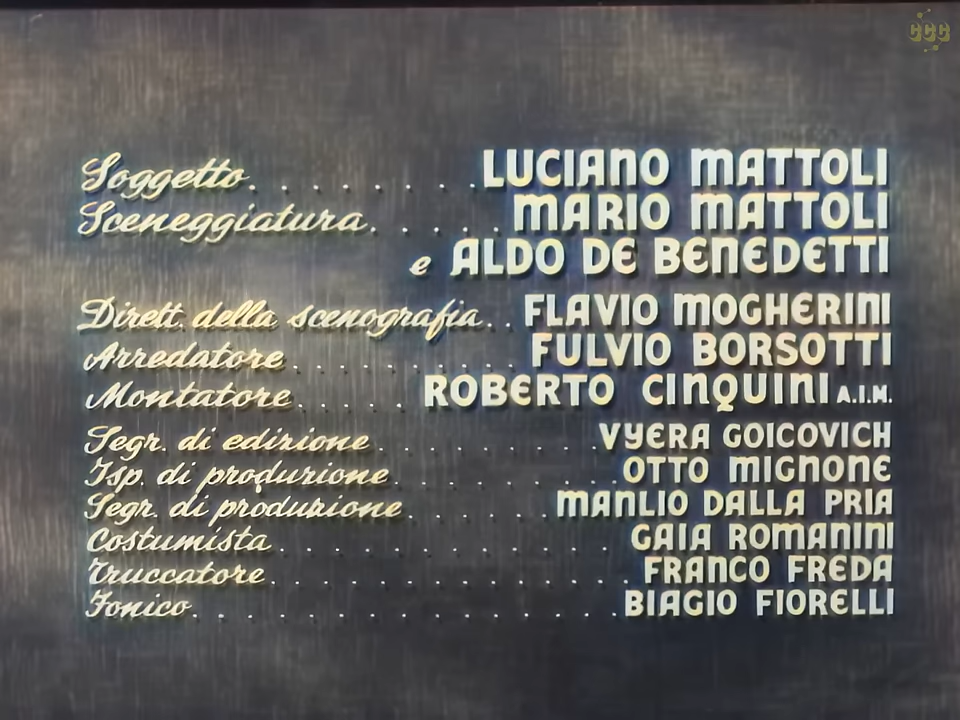 CCC
Soggetto. . . . . . . . .LUCIANO MATTOLI
Sceneggiatura. . . . . MARIO MATTOLI
e ALDO DE BENEDETTI
Dirett. della scenografia. . FLAVIO MOGHERINI
Arredatore. . . . . . . . . . FULVIO BORSOTTI
Montatore. . . . . ROBERTO CINQUINI A.I.M.
Segr. di edizione . . . . . . . . .VYERA GOICOVICH
Isp. di produzione . . . . . . . . .OTTO MIGNONE
Segr. di produzione . . . . . . MANLIO DALLA PRIA
Costumista . . . . . . . . . . . . GAIA ROMANINI
Truccatore. . . . . . . . . . . . . FRANCO FREDA
Fonico. . . . . . . . . . . . . . . .BIAGIO FIORELLI